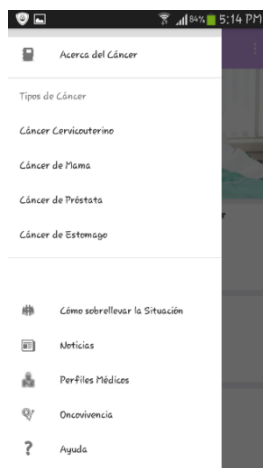 84% 5:14 PM
Acerca del Cáncer
Tipos de Cáncer
Cáncer Cervicouterino
Cáncer de Mama
Cáncer de Próstata
Cáncer de Estomago
Cómo sobrellevar la Situación
Noticias
Perfiles Médicos
Oncovivencia
? Ayuda